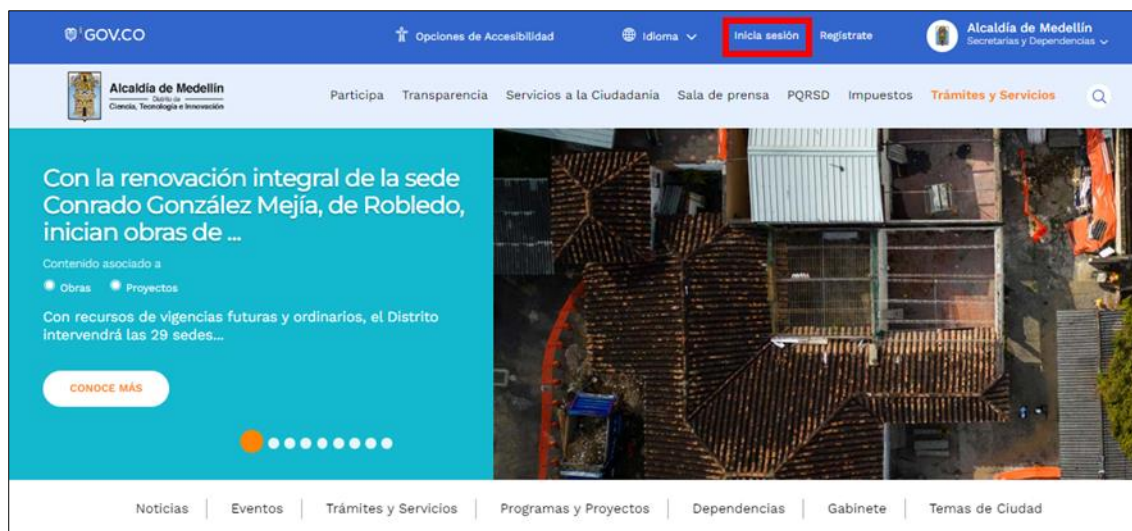 GOV.CO
Opciones de Accesibilidad
Idioma
Inicia sesión
Regístrate
Alcaldía de Medellín
Secretarías y Dependencias
Alcaldía de Medellín
Distrito de
Ciencia, Tecnología e Innovación
Participa
Transparencia
Servicios a la Ciudadanía
Sala de prensa
PQRSD
Impuestos
Trámites y Servicios
Con la renovación integral de la sede
Conrado González Mejía, de Robledo,
inician obras de ...
Contenido asociado a
Obras
Proyectos
Con recursos de vigencias futuras y ordinarios, el Distrito
intervendrá las 29 sedes...
CONOCE MÁS
Noticias
Eventos
Trámites y Servicios
Programas y Proyectos
Dependencias
Gabinete
Temas de Ciudad